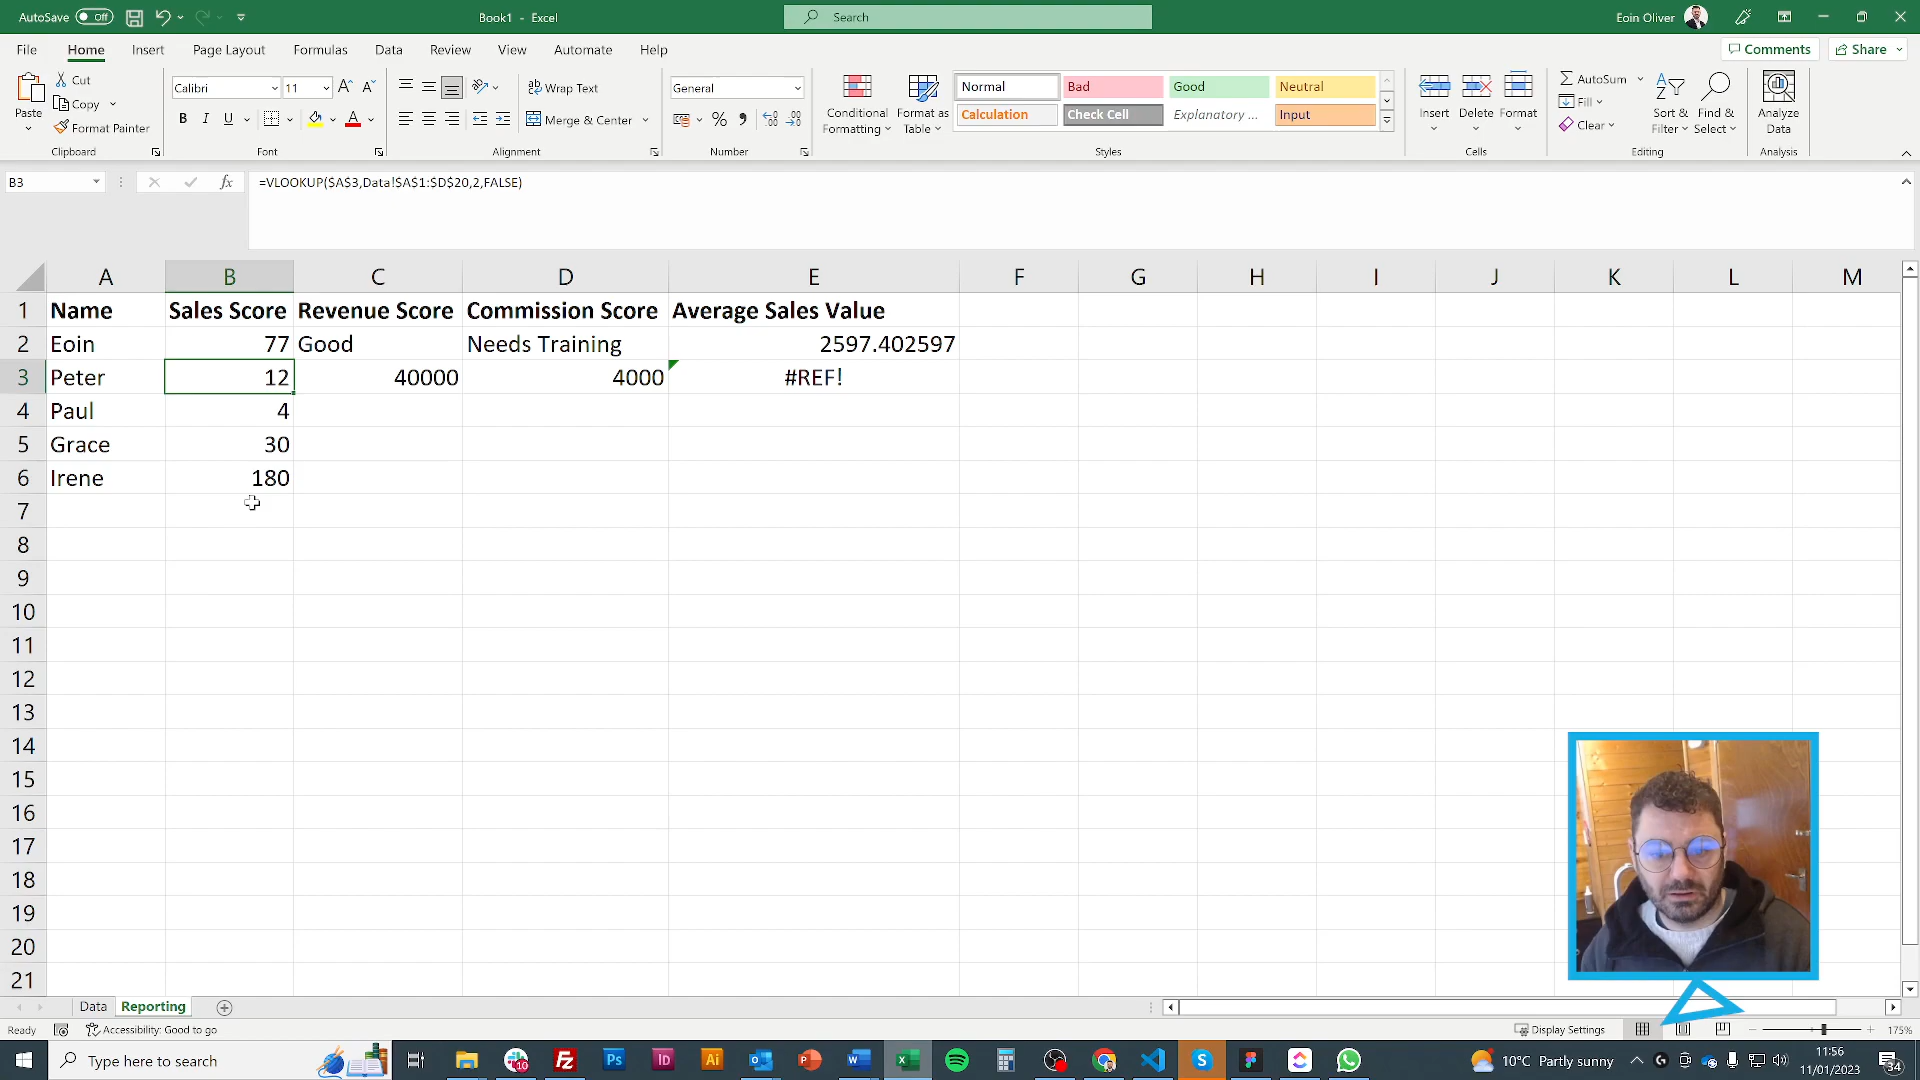 AutoSave Off Book1 - Excel Search Eoin Oliver
File Home Insert Page Layout Formulas Data Review View Automate Help Comments Share
Paste Cut Copy Format Painter
Clipboard
Calibri 11
B I U
Font
Wrap Text
Merge & Center
Alignment
General
Number
Conditional Formatting
Format as Table
Normal Bad Good Neutral
Calculation Check Cell Explanatory ... Input
Styles
Insert Delete Format
Cells
AutoSum
Fill
Clear
Sort & Filter
Find & Select
Editing
Analyze Data
Analysis
B3 fx =VLOOKUP($A$3,Data!$A$1:$D$20,2,FALSE)
A B C D E F G H I J K L M
1 Name Sales Score Revenue Score Commission Score Average Sales Value
2 Eoin 77 Good Needs Training 2597.402597
3 Peter 12 40000 4000 #REF!
4 Paul 4
5 Grace 30
6 Irene 180
7
8
9
10
11
12
13
14
15
16
17
18
19
20
21
Data Reporting
Ready Accessibility: Good to go Display Settings 175%
Type here to search 10°C Partly sunny 11:56
11/01/2023 34